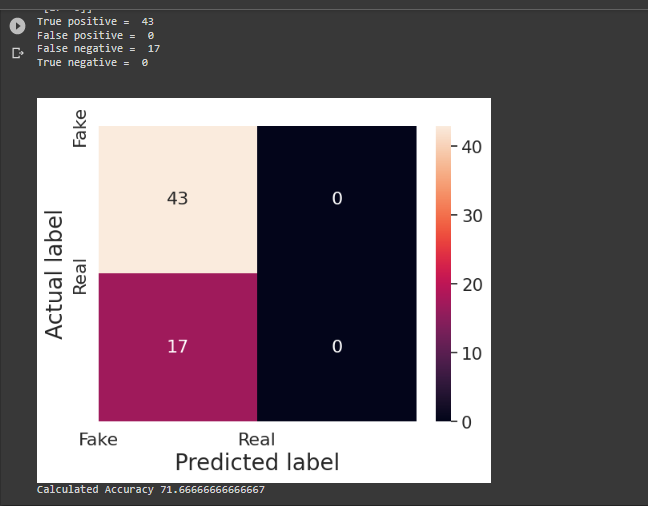 True positive =  43
False positive =  0
False negative =  17
True negative =  0
Fake
Real
Actual label
43
0
17
0
40
30
20
10
0
Fake
Real
Predicted label
Calculated Accuracy 71.66666666666667